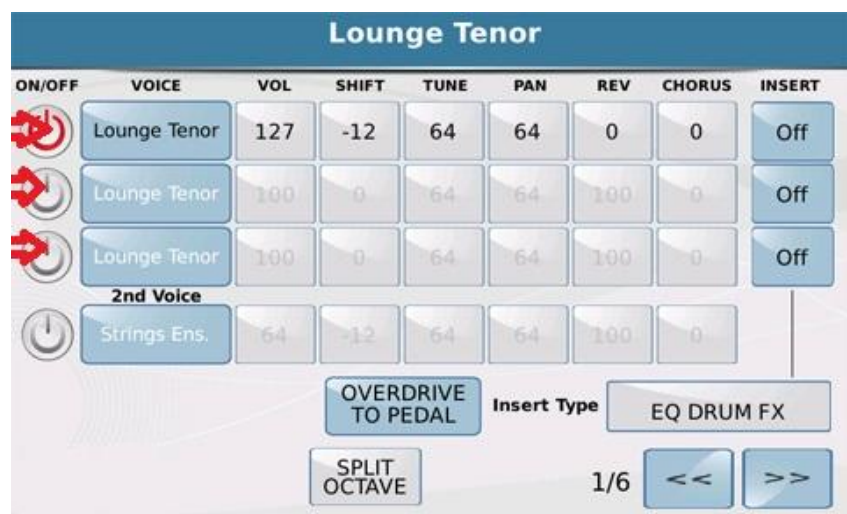 Lounge Tenor
ON/OFF VOICE VOL SHIFT TUNE PAN REV CHORUS INSERT
Lounge Tenor 127 -12 64 64 0 0 Off
Lounge Tenor 100 0 64 64 100 0 Off
Lounge Tenor 100 0 64 64 100 0 Off
2nd Voice
Strings Ens. 64 -12 64 64 100 0
OVERDRIVE
TO PEDAL
Insert Type EQ DRUM FX
SPLIT
OCTAVE
1/6 << >>